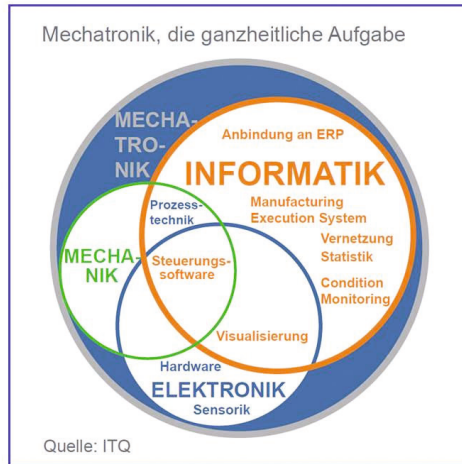 Mechatronik, die ganzheitliche Aufgabe
MECHA-
TRO-
NIK
Anbindung an ERP
INFORMATIK
Prozess-
technik
Manufacturing
Execution System
Vernetzung
Statistik
MECHA-
NIK
Steuerungs-
software
Condition
Monitoring
Visualisierung
Hardware
ELEKTRONIK
Sensorik
Quelle: ITQ